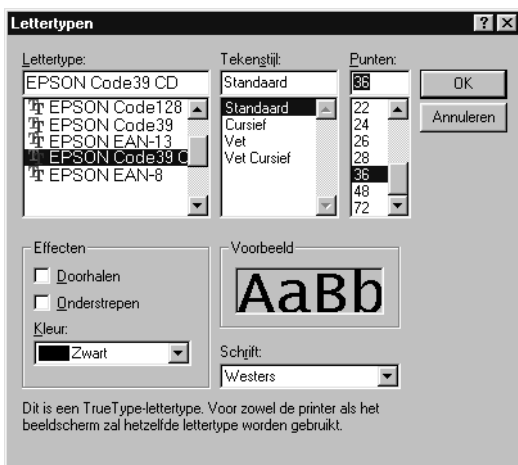 Lettertypen
Lettertype:
EPSON Code39 CD
EPSON Code128
EPSON Code39
EPSON EAN-13
EPSON Code39 C
EPSON EAN-8
Tekenstijl:
Standaard
Standaard
Cursief
Vet
Vet Cursief
Punten:
36
22
24
26
28
36
48
72
OK
Annuleren
Effecten
Doorhalen
Onderstrepen
Kleur:
Zwart
Voorbeeld
AaBb
Schrift:
Westers
Dit is een TrueType-lettertype. Voor zowel de printer als het
beeldscherm zal hetzelfde lettertype worden gebruikt.